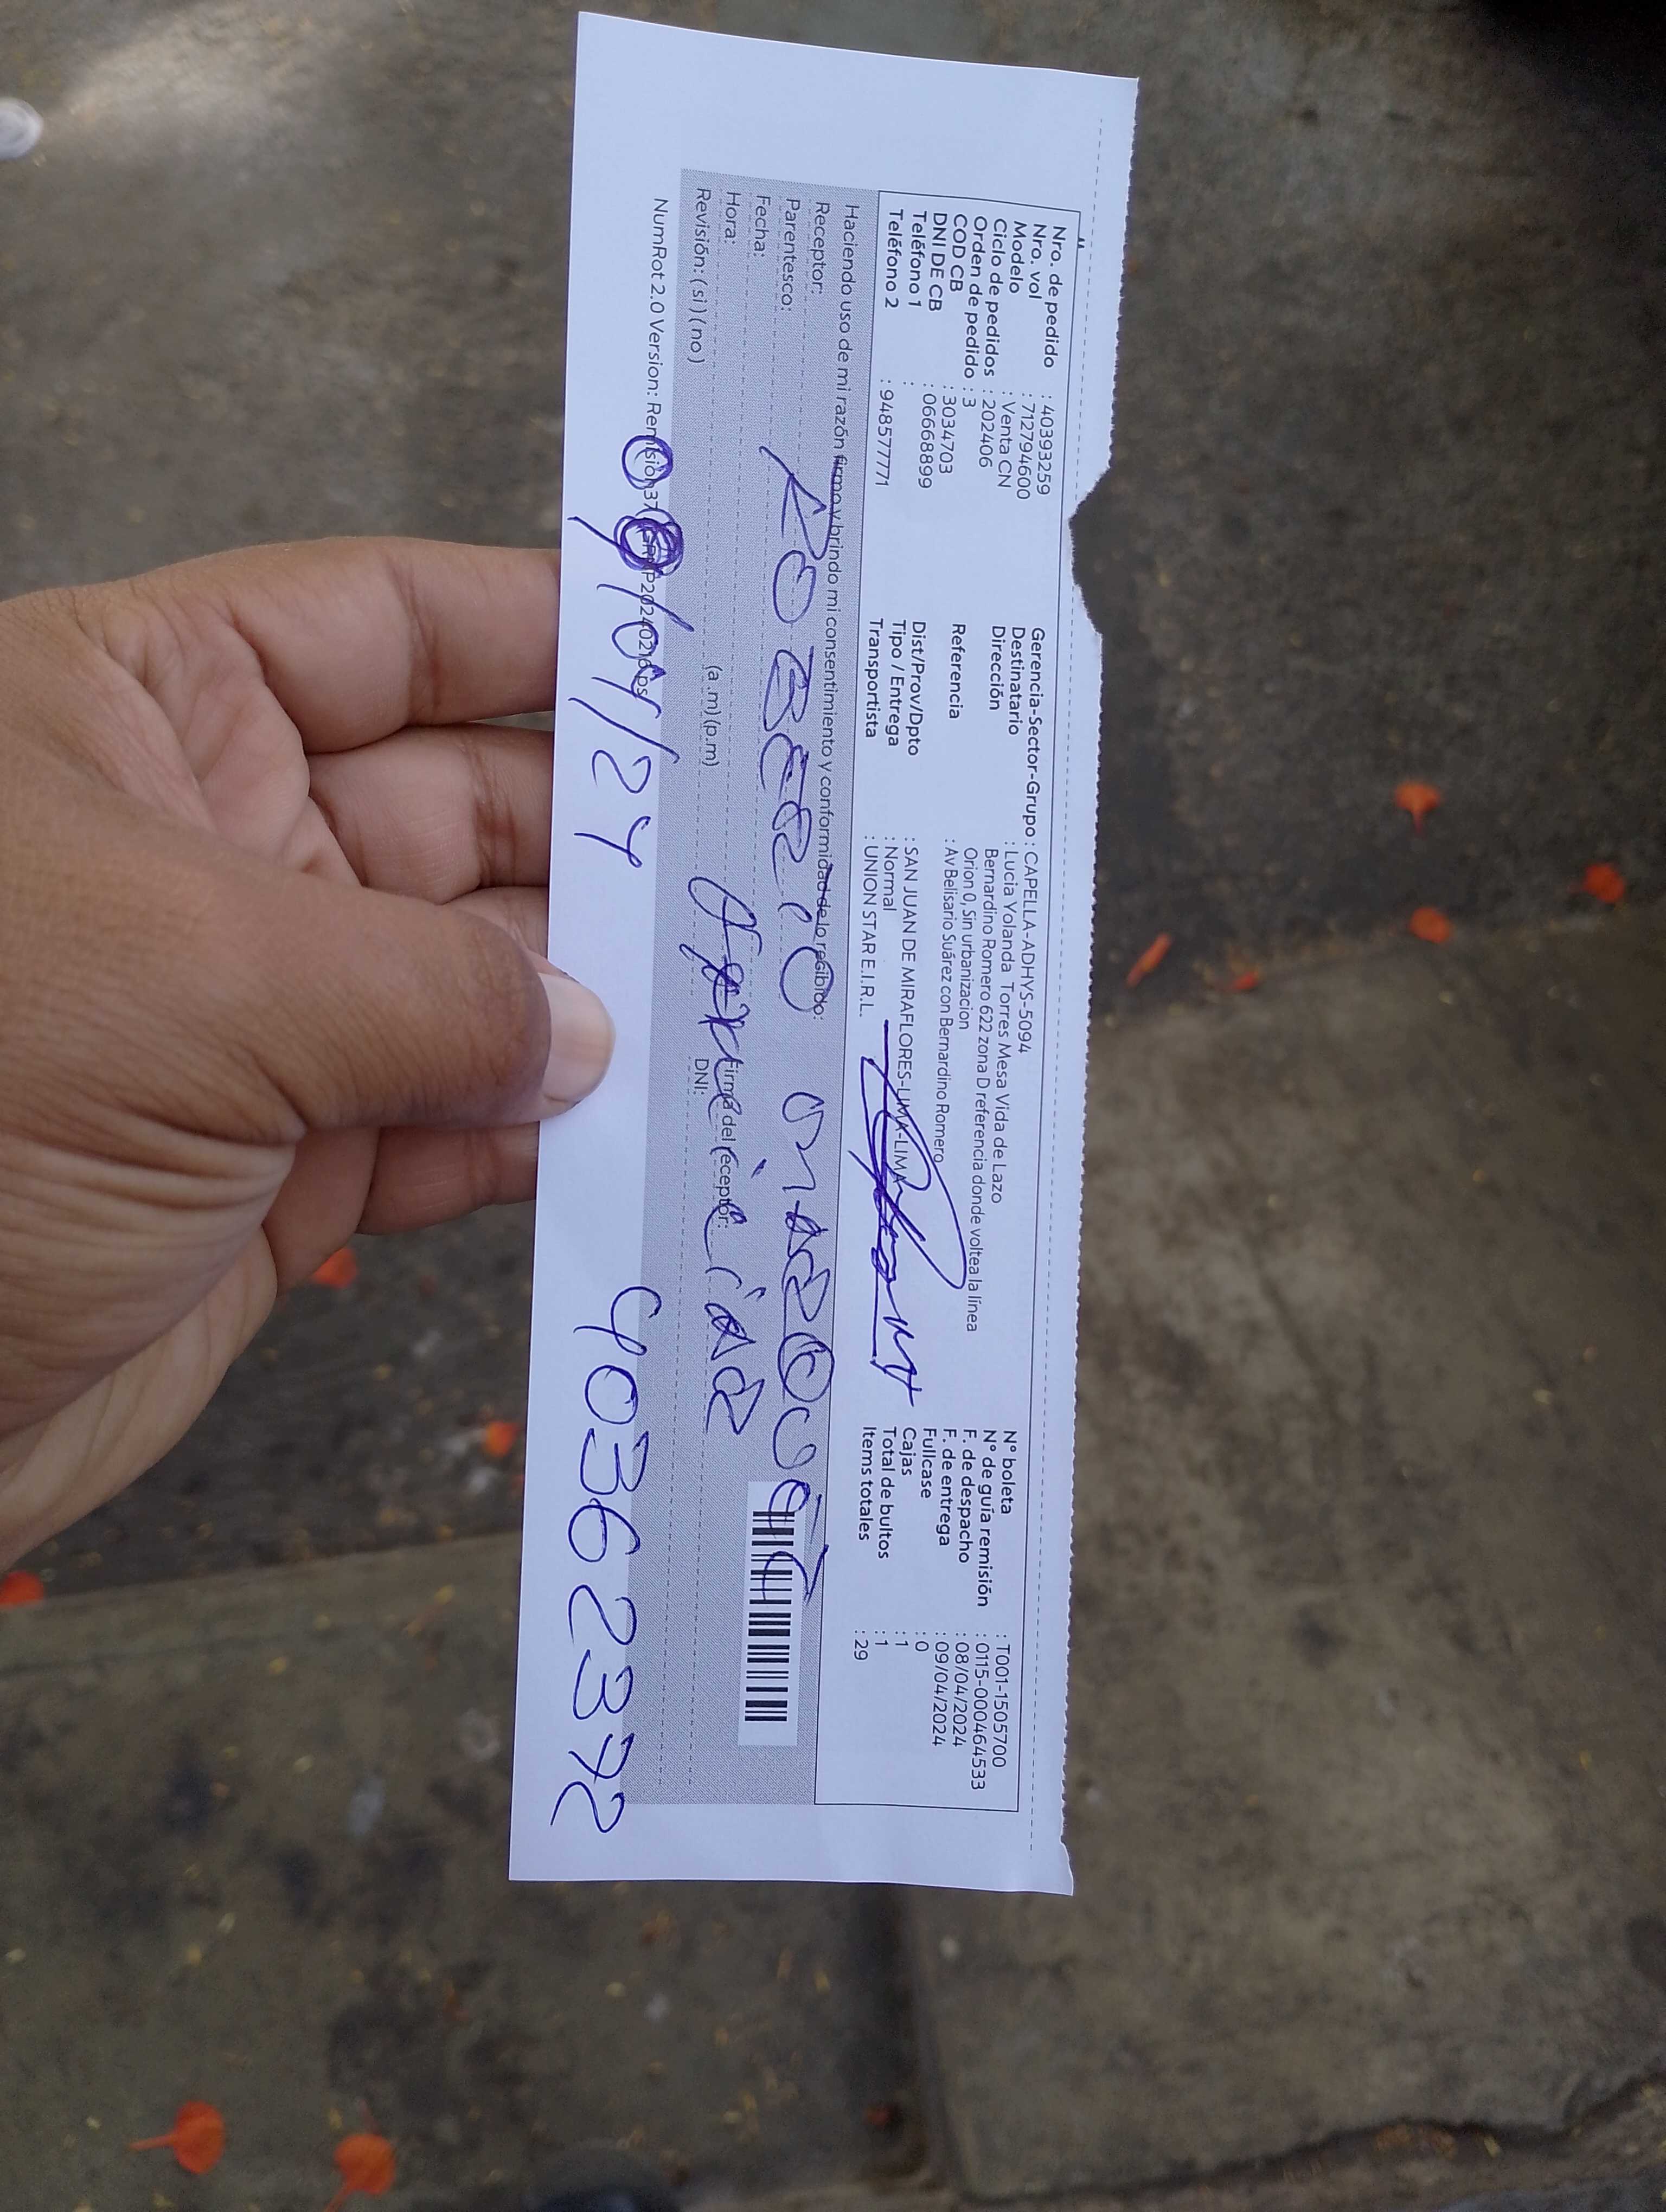 Nro. de pedido : 40393259
Nro. vol : 712794600
Modelo : Venta CN
Ciclo de pedidos : 202406
Orden de pedido : 3
COD CB : 3034703
DNI DE CB : 06668899
Teléfono 1 :
Teléfono 2 : 948577771
Gerencia-Sector-Grupo : CAPELLA-ADHYS-5094
Destinatario : Lucia Yolanda Torres Mesa Vida de Lazo
Dirección Bernardino Romero 622 zona D referencia donde voltea la línea
Orion 0, Sin urbanizacion
Referencia : Av Belisario Suárez con Bernardino Romero
Dist/Prov/Dpto : SAN JUAN DE MIRAFLORES-LIMA-LIMA
Tipo / Entrega : Normal
Transportista : UNION STAR E.I.R.L.
N° boleta : T001-1505700
N° de guía remisión : 0115-000464533
F. de despacho : 08/04/2024
F. de entrega : 09/04/2024
Fullcase : 0
Cajas : 1
Total de bultos : 1
Items totales : 29
Haciendo uso de mi razón firmo y brindo mi consentimiento y conformidad de lo recibido:
Receptor:
Parentesco:
Fecha:
Hora: (a .m) (p.m)
Revisión: ( si ) ( no )
Firma del receptor:
DNI:
NumRot 2.0 Version:
/04/24
40362372